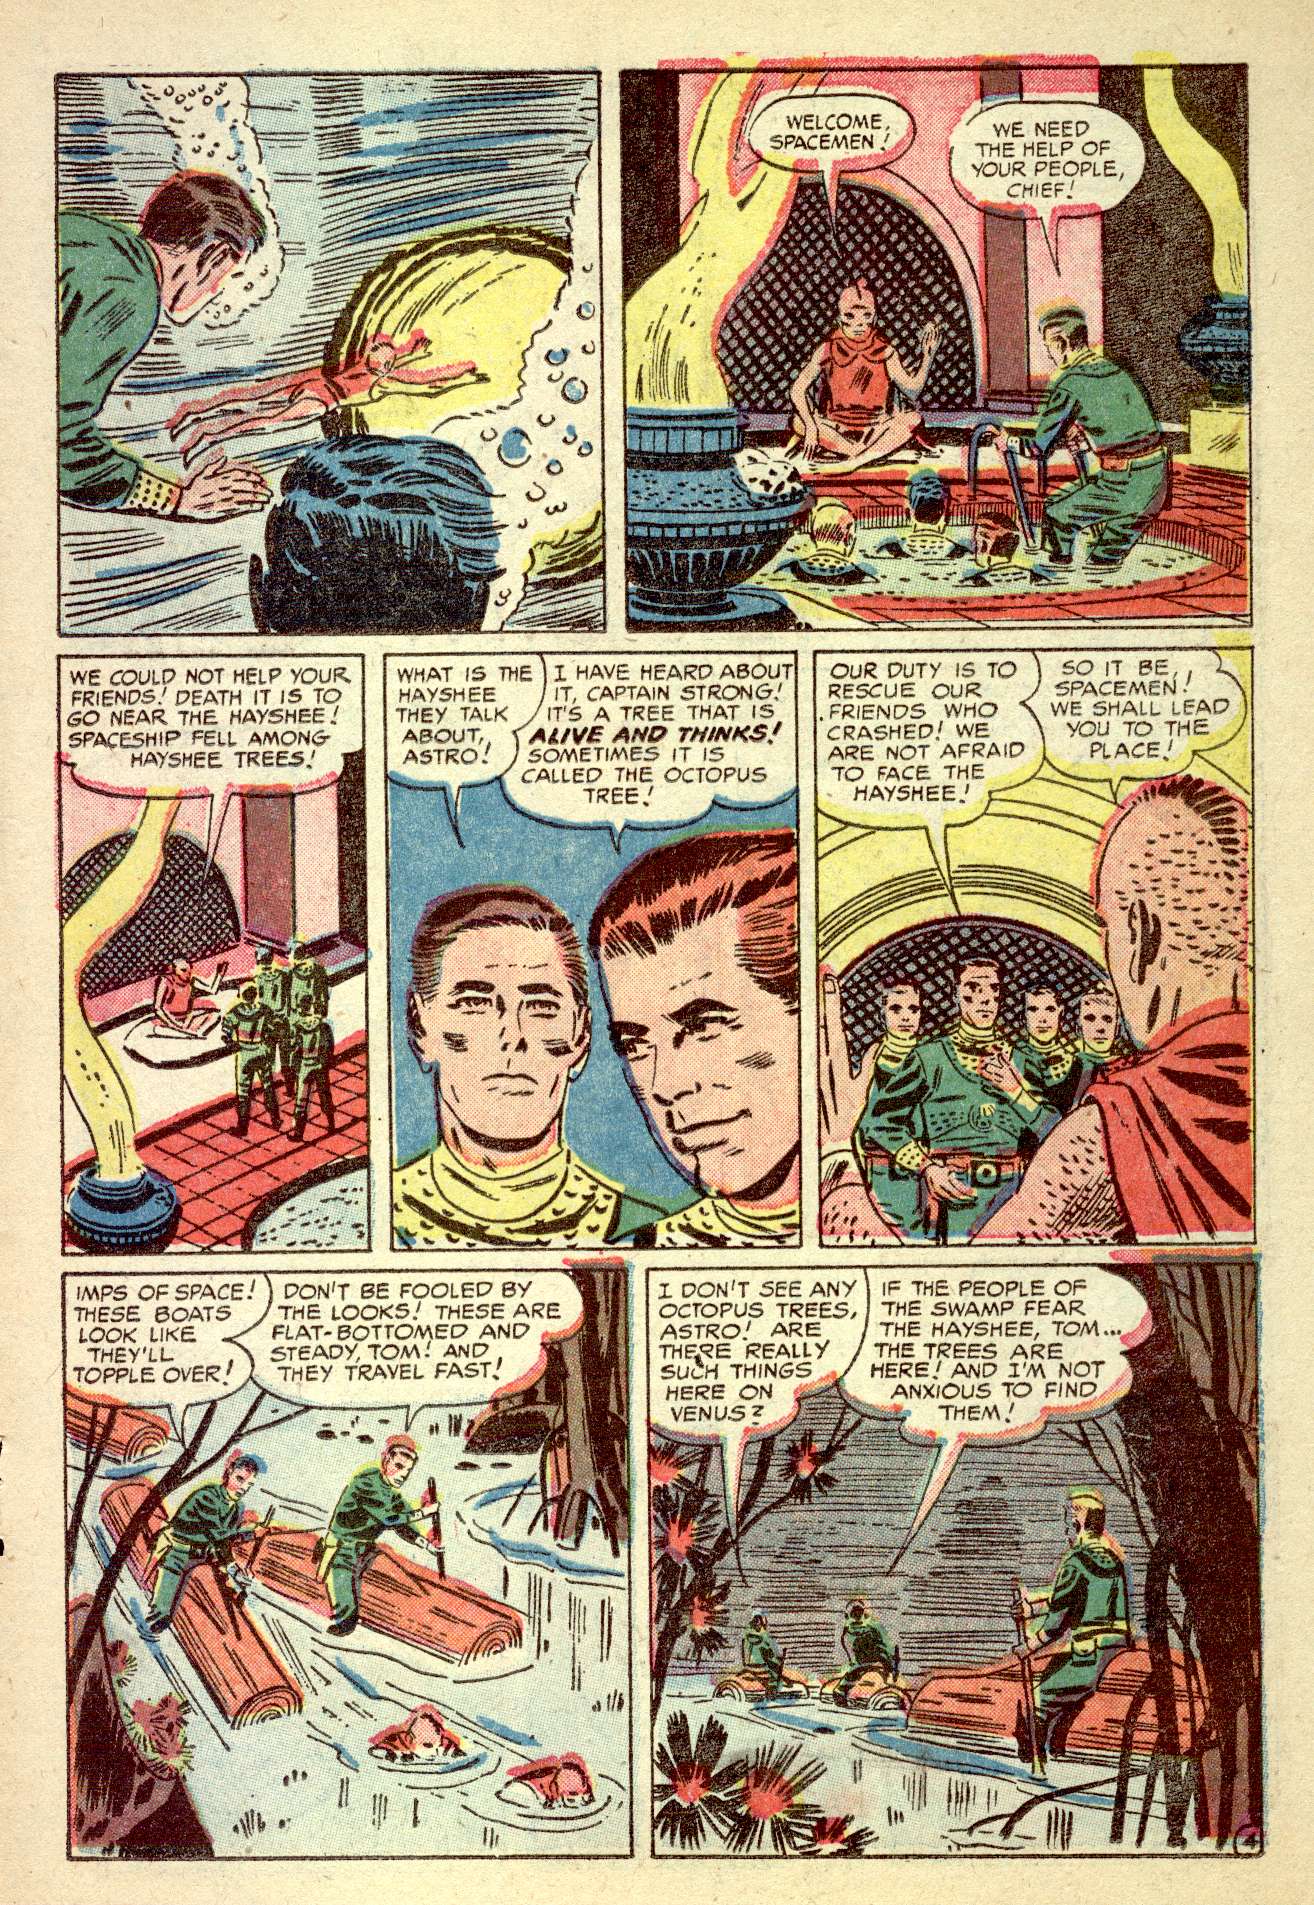 WELCOME,
SPACEMEN!
WE NEED
THE HELP OF
YOUR PEOPLE,
CHIEF!
WE COULD NOT HELP YOUR
FRIENDS! DEATH IT IS TO
GO NEAR THE HAYSHEE!
SPACESHIP FELL AMONG
HAYSHEE TREES!
WHAT IS THE
HAYSHEE
THEY TALK
ABOUT,
ASTRO!
I HAVE HEARD ABOUT
IT, CAPTAIN STRONG!
IT'S A TREE THAT IS
ALIVE AND THINKS!
SOMETIMES IT IS
CALLED THE OCTOPUS
TREE!
OUR DUTY IS TO
RESCUE OUR
FRIENDS WHO
CRASHED! WE
ARE NOT AFRAID
TO FACE THE
HAYSHEE!
SO IT BE,
SPACEMEN!
WE SHALL LEAD
YOU TO THE
PLACE!
IMPS OF SPACE!
THESE BOATS
LOOK LIKE
THEY'LL
TOPPLE OVER!
DON'T BE FOOLED BY
THE LOOKS! THESE ARE
FLAT-BOTTOMED AND
STEADY, TOM! AND
THEY TRAVEL FAST!
I DON'T SEE ANY
OCTOPUS TREES,
ASTRO! ARE
THERE REALLY
SUCH THINGS
HERE ON
VENUS?
IF THE PEOPLE OF
THE SWAMP FEAR
THE HAYSHEE, TOM...
THE TREES ARE
HERE! AND I'M NOT
ANXIOUS TO FIND
THEM!
4